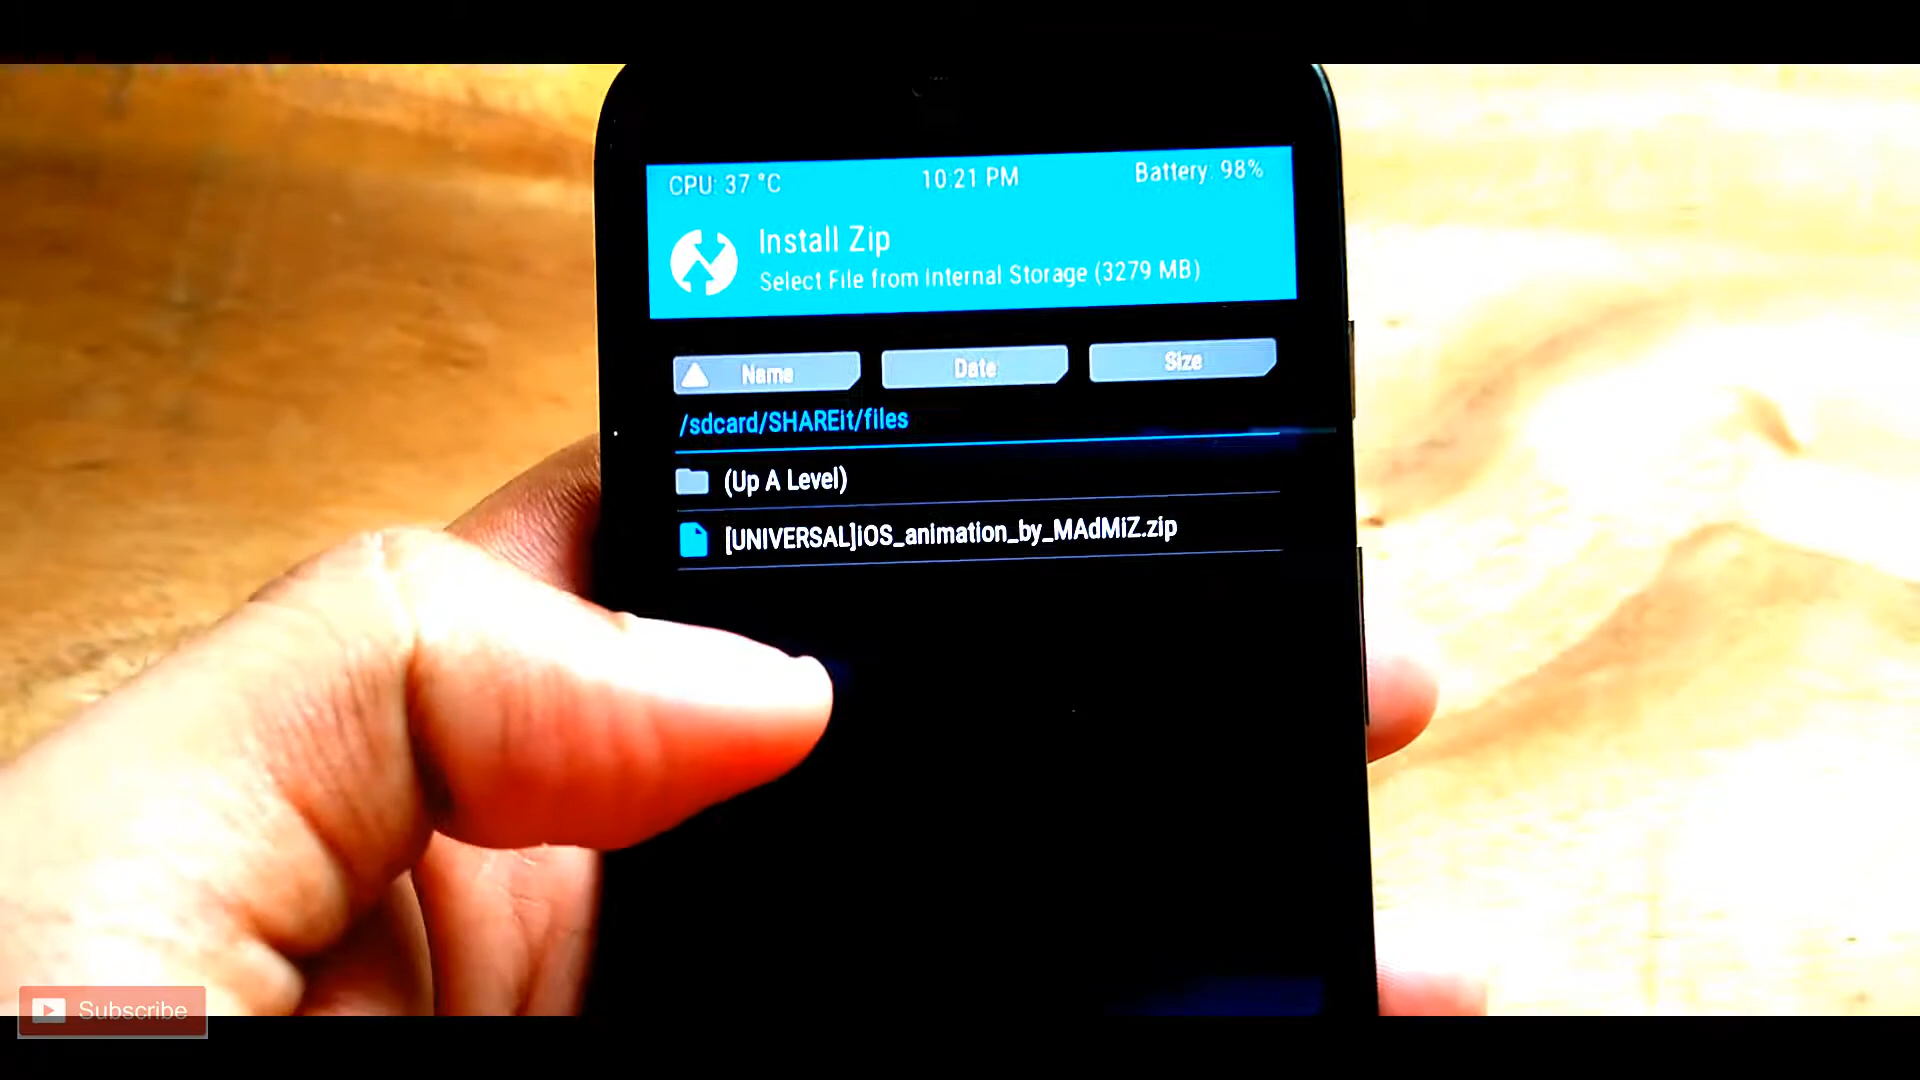 CPU: 37 °C 10:21 PM Battery: 98%
Install Zip
Select File from Internal Storage (3279 MB)
Name Date Size
/sdcard/SHAREit/files
(Up A Level)
[UNIVERSAL]iOS_animation_by_MAdMiZ.zip
Subscribe